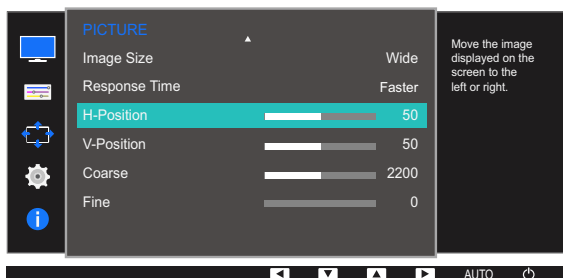 PICTURE
Image Size Wide
Response Time Faster
H-Position 50
V-Position 50
Coarse 2200
Fine 0
Move the image
displayed on the
screen to the
left or right.
AUTO